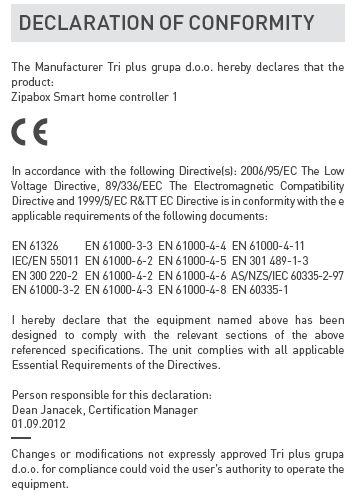 DECLARATION OF CONFORMITY
The Manufacturer Tri plus grupa d.o.o. hereby declares that the
product:
Zipabox Smart home controller 1
CE
In accordance with the following Directive(s): 2006/95/EC The Low
Voltage Directive, 89/336/EEC The Electromagnetic Compatibility
Directive and 1999/5/EC R&TT EC Directive is in conformity with the e
applicable requirements of the following documents:
EN 61326 EN 61000-3-3 EN 61000-4-4 EN 61000-4-11
IEC/EN 55011 EN 61000-6-2 EN 61000-4-5 EN 301 489-1-3
EN 300 220-2 EN 61000-4-2 EN 61000-4-6 AS/NZS/IEC 60335-2-97
EN 61000-3-2 EN 61000-4-3 EN 61000-4-8 EN 60335-1
I hereby declare that the equipment named above has been
designed to comply with the relevant sections of the above
referenced specifications. The unit complies with all applicable
Essential Requirements of the Directives.
Person responsible for this declaration:
Dean Janacek, Certification Manager
01.09.2012
Changes or modifications not expressly approved Tri plus grupa
d.o.o. for compliance could void the user's authority to operate the
equipment.